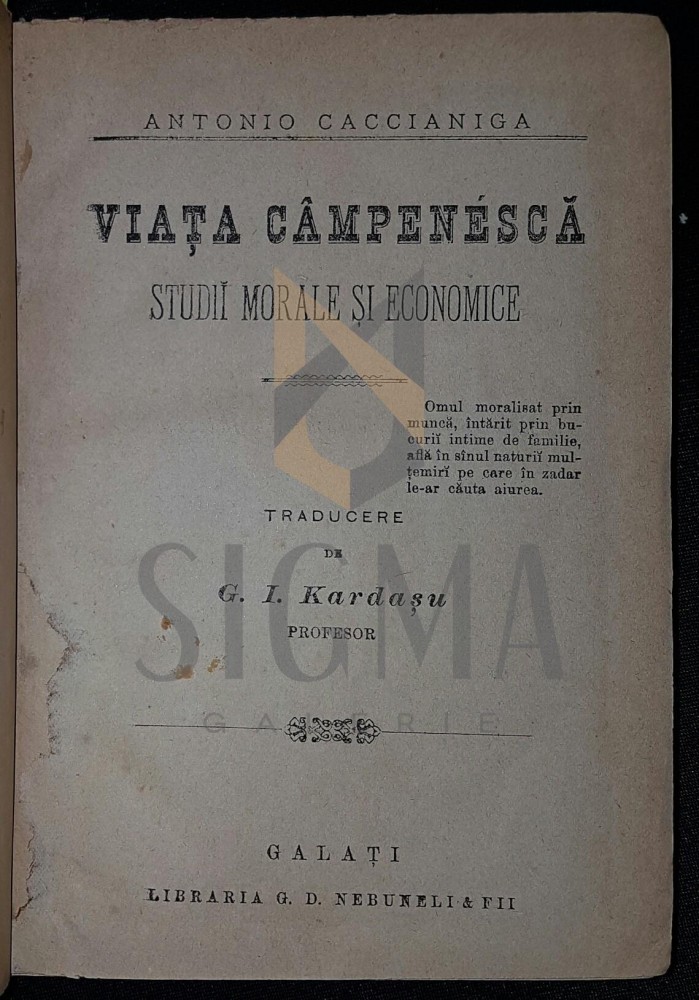 ANTONIO CACCIANIGA
VIAȚA CÂMPENÉSCĂ
STUDIĬ MORALE ȘI ECONOMICE
Omul moralisat prin
muncă, întărit prin bu-
curiĭ intime de familie,
află în sînul naturiĭ mul-
țemirĭ pe care în zadar
le-ar căuta aiurea.
TRADUCERE
DE
G. I. Kardașu
PROFESOR
SIGMA
GALERIE
GALAȚI
LIBRARIA G. D. NEBUNELI & FII